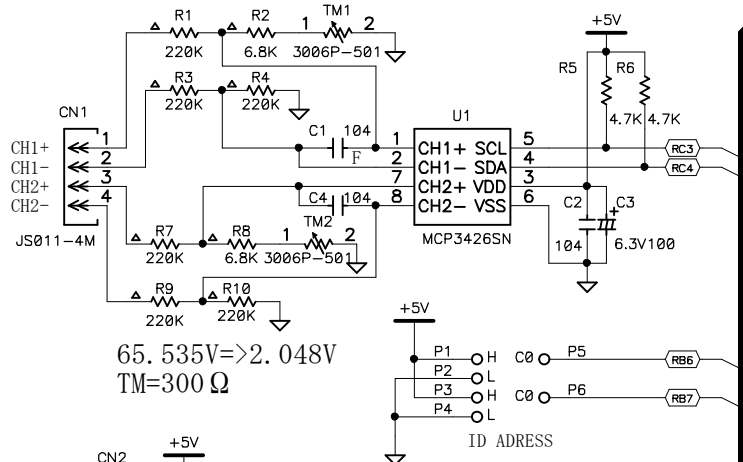 R1 R2 TM1
1 2
220K 6.8K 3006P-501
+5V
R3 R4
220K 220K
R5 R6
CN1
C1 104
F
U1
4.7K 4.7K
CH1+ 1
CH1- 2
CH2+ 3
CH2- 4
1 CH1+ SCL 5 RC3
2 CH1- SDA 4 RC4
7 CH2+ VDD 3
8 CH2- VSS 6
C4 104
C2 C3
+
104 6.3V100
JS011-4M
MCP3426SN
R7 R8 1 TM2 2
220K 6.8K 3006P-501
R9 R10
220K 220K
65.535V=>2.048V
TM=300Ω
+5V
P1 H C0 P5 RB6
P2 L
P3 H C0 P6 RB7
P4 L
ID ADRESS
CN2 +5V